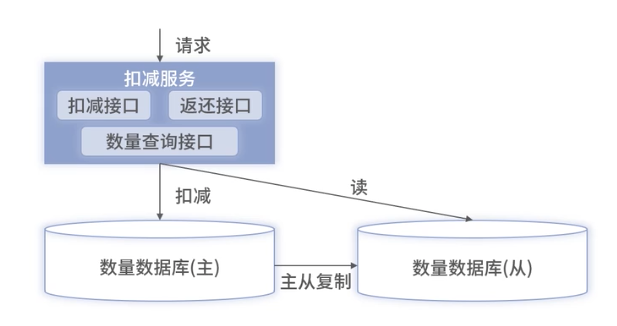 请求
扣减服务
扣减接口 返还接口
数量查询接口
扣减 读
数量数据库(主) 数量数据库(从)
主从复制